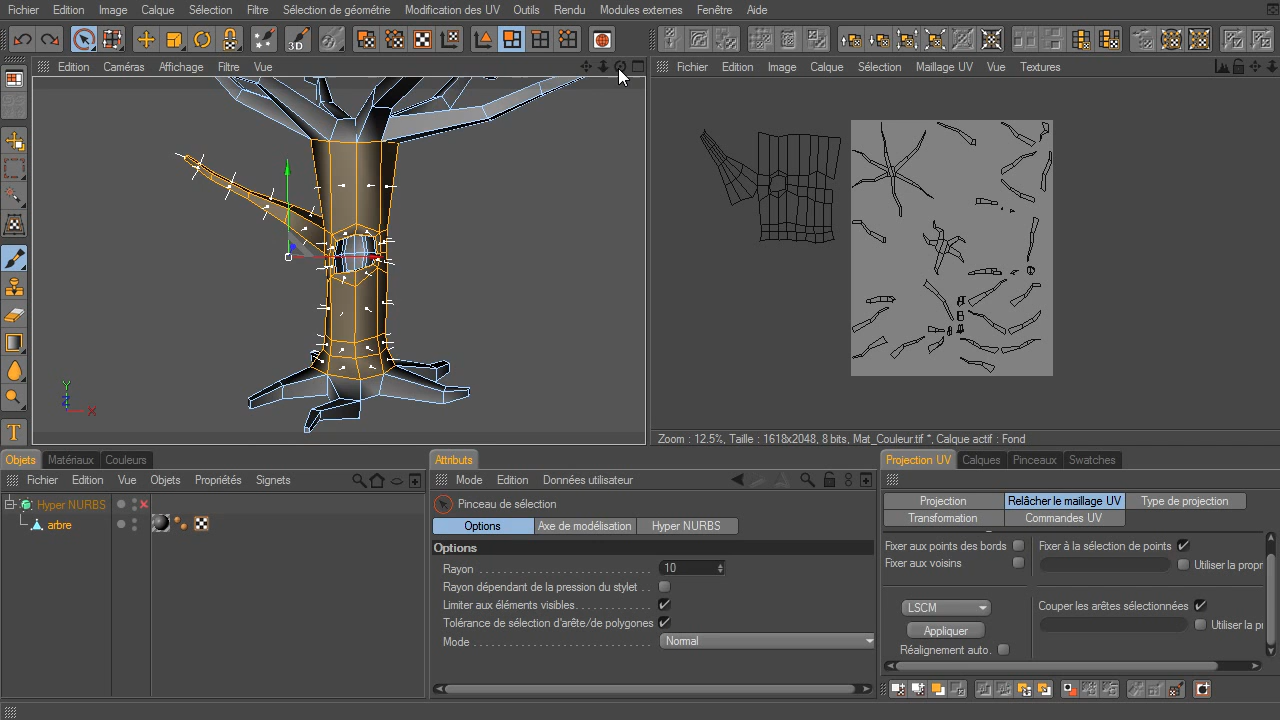 Fichier Edition Image Calque Sélection Filtre Sélection de géométrie Modification des UV Outils Rendu Modules externes Fenêtre Aide
3D
Edition Caméras Affichage Filtre Vue
Fichier Edition Image Calque Sélection Maillage UV Vue Textures
T
Y
Z
X
Zoom : 12.5%, Taille : 1618x2048, 8 bits, Mat_Couleur.tif *, Calque actif : Fond
Objets Matériaux Couleurs
Fichier Edition Vue Objets Propriétés Signets
Hyper NURBS
arbre
Attributs
Mode Edition Données utilisateur
Pinceau de sélection
Options Axe de modélisation Hyper NURBS
Options
Rayon 10
Rayon dépendant de la pression du stylet
Limiter aux éléments visibles
Tolérance de sélection d'arête/de polygones
Mode Normal
Projection UV Calques Pinceaux Swatches
Projection Relâcher le maillage UV Type de projection
Transformation Commandes UV
Fixer aux points des bords Fixer à la sélection de points
Fixer aux voisins Utiliser la propr
LSCM Couper les arêtes sélectionnées
Appliquer Utiliser la pr
Réalignement auto.